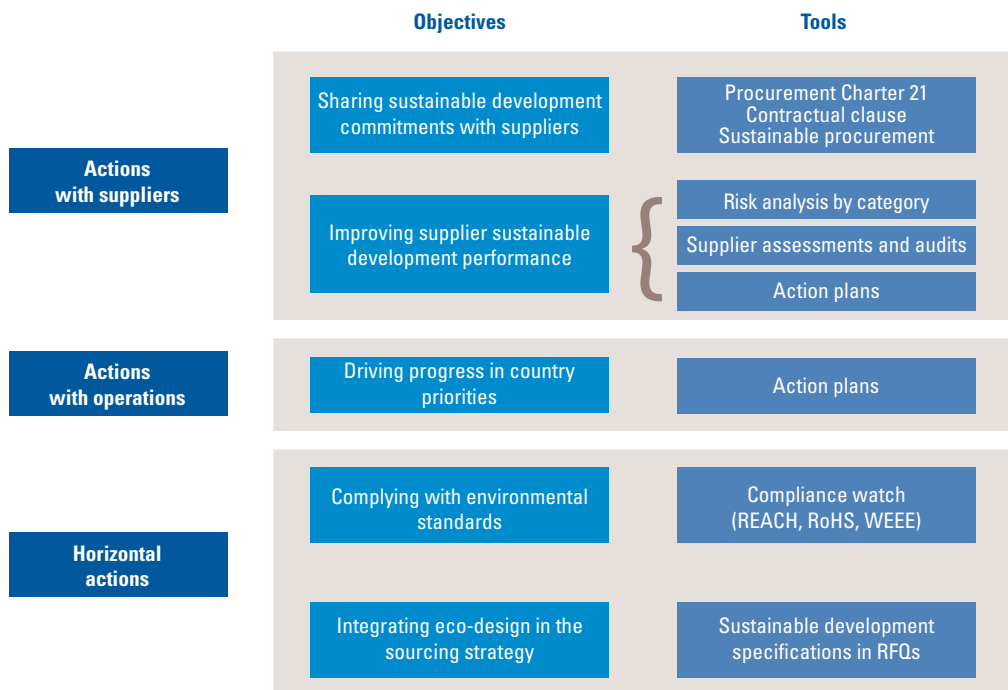 Objectives
Tools
Actions
with suppliers
Sharing sustainable development
commitments with suppliers
Procurement Charter 21
Contractual clause
Sustainable procurement
Improving supplier sustainable
development performance
Risk analysis by category
Supplier assessments and audits
Action plans
Actions
with operations
Driving progress in country
priorities
Action plans
Horizontal
actions
Complying with environmental
standards
Compliance watch
(REACH, RoHS, WEEE)
Integrating eco-design in the
sourcing strategy
Sustainable development
specifications in RFQs